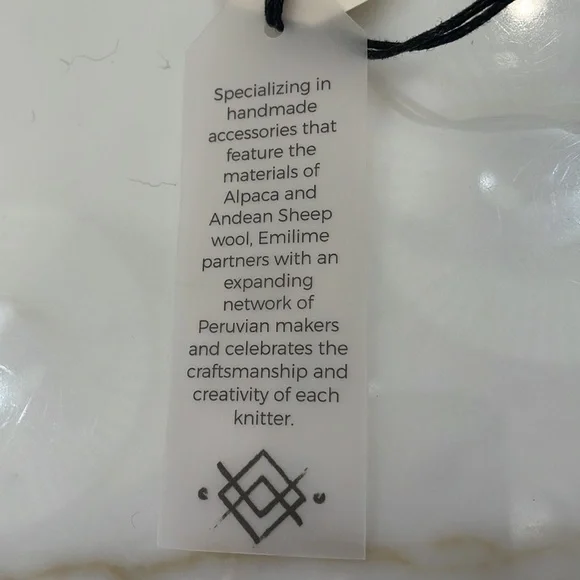 Specializing in
handmade
accessories that
feature the
materials of
Alpaca and
Andean Sheep
wool, Emilime
partners with an
expanding
network of
Peruvian makers
and celebrates the
craftsmanship and
creativity of each
knitter.